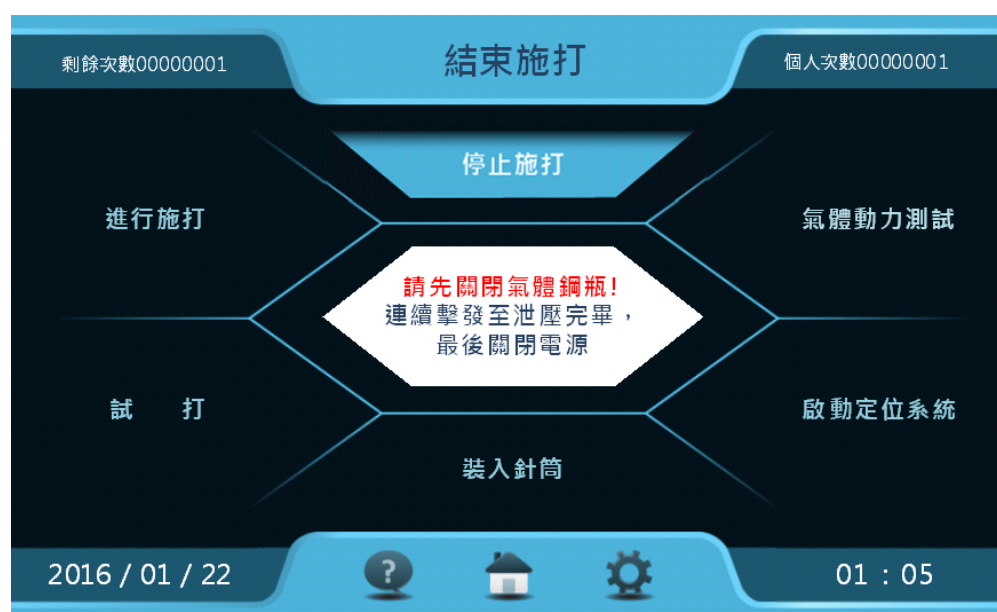 剩餘次數00000001
結束施打
個人次數00000001
停止施打
進行施打
氣體動力測試
請先關閉氣體鋼瓶!
連續擊發至泄壓完畢，
最後關閉電源
試 打
啟動定位系統
裝入針筒
?
2016 / 01 / 22
01 : 05